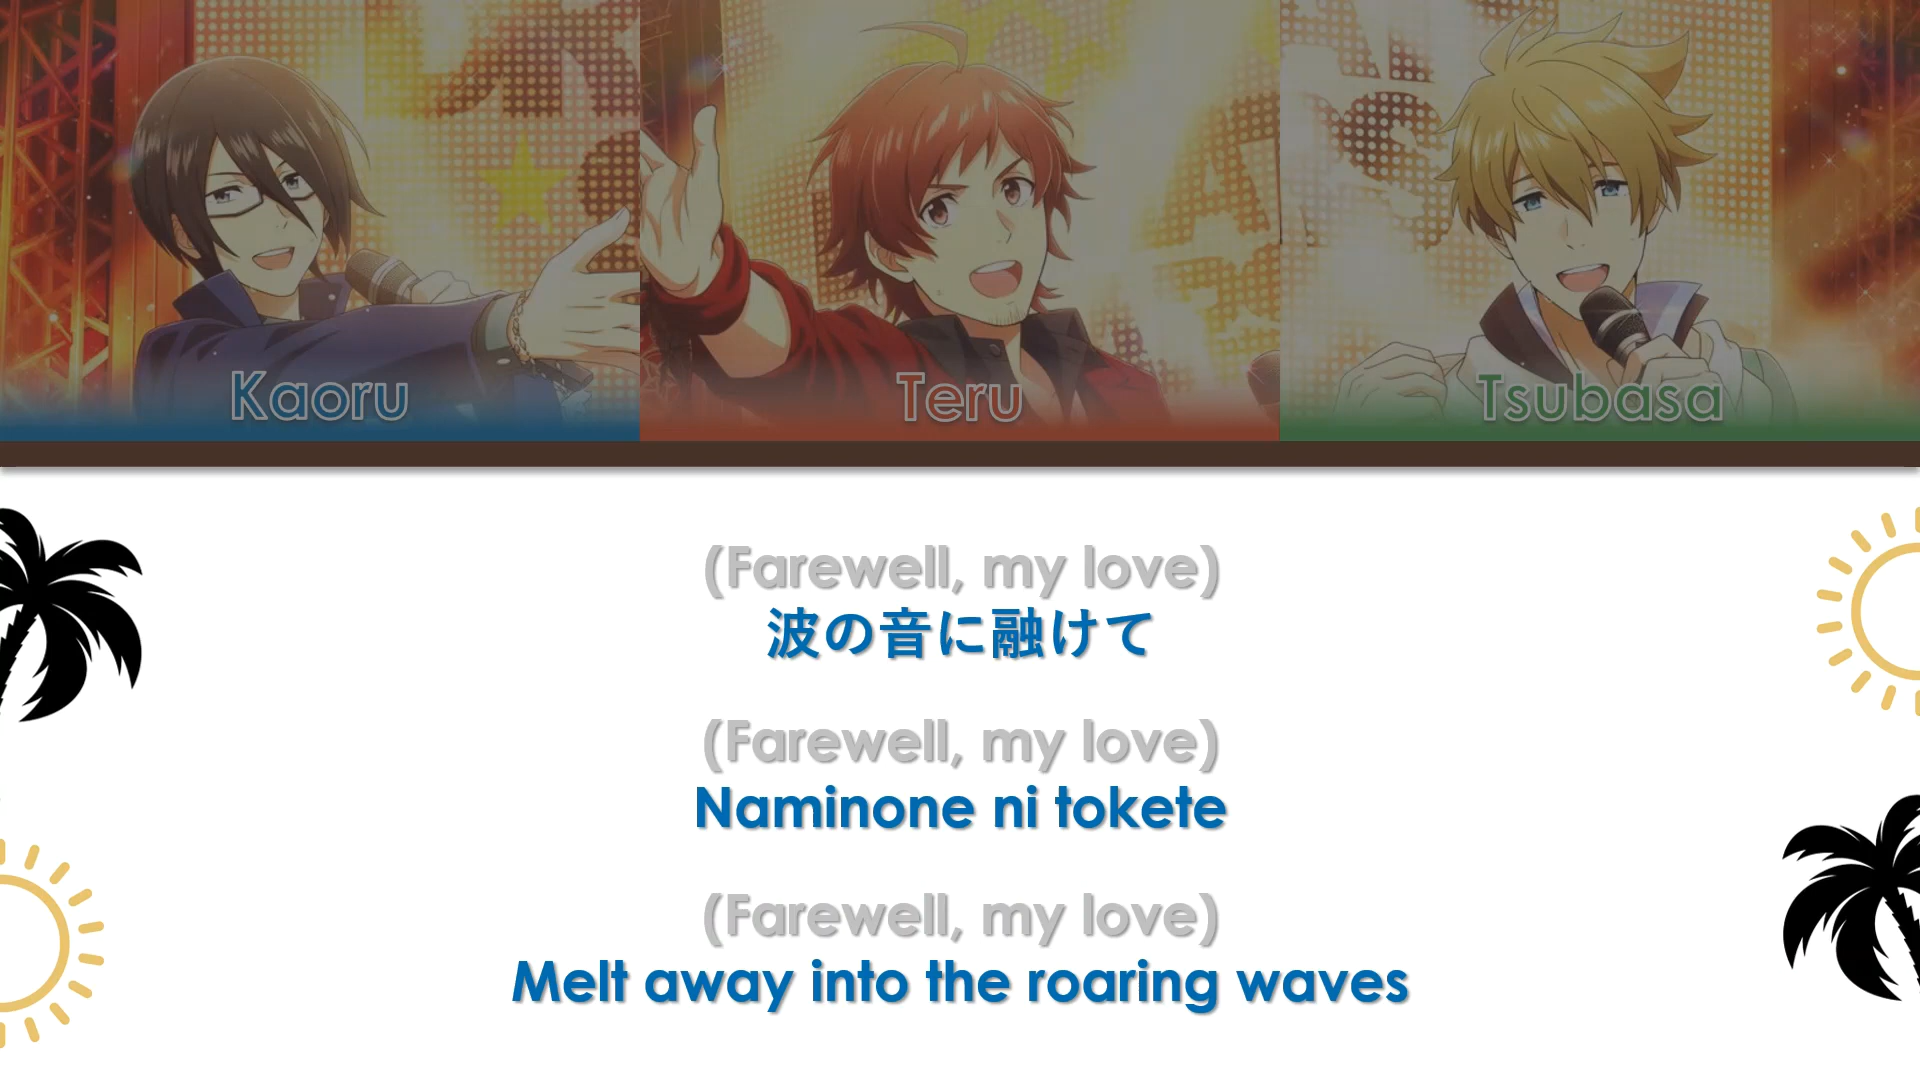 Kaoru
Teru
Tsubasa
(Farewell, my love)
波の音に融けて
(Farewell, my love)
Naminone ni tokete
(Farewell, my love)
Melt away into the roaring waves